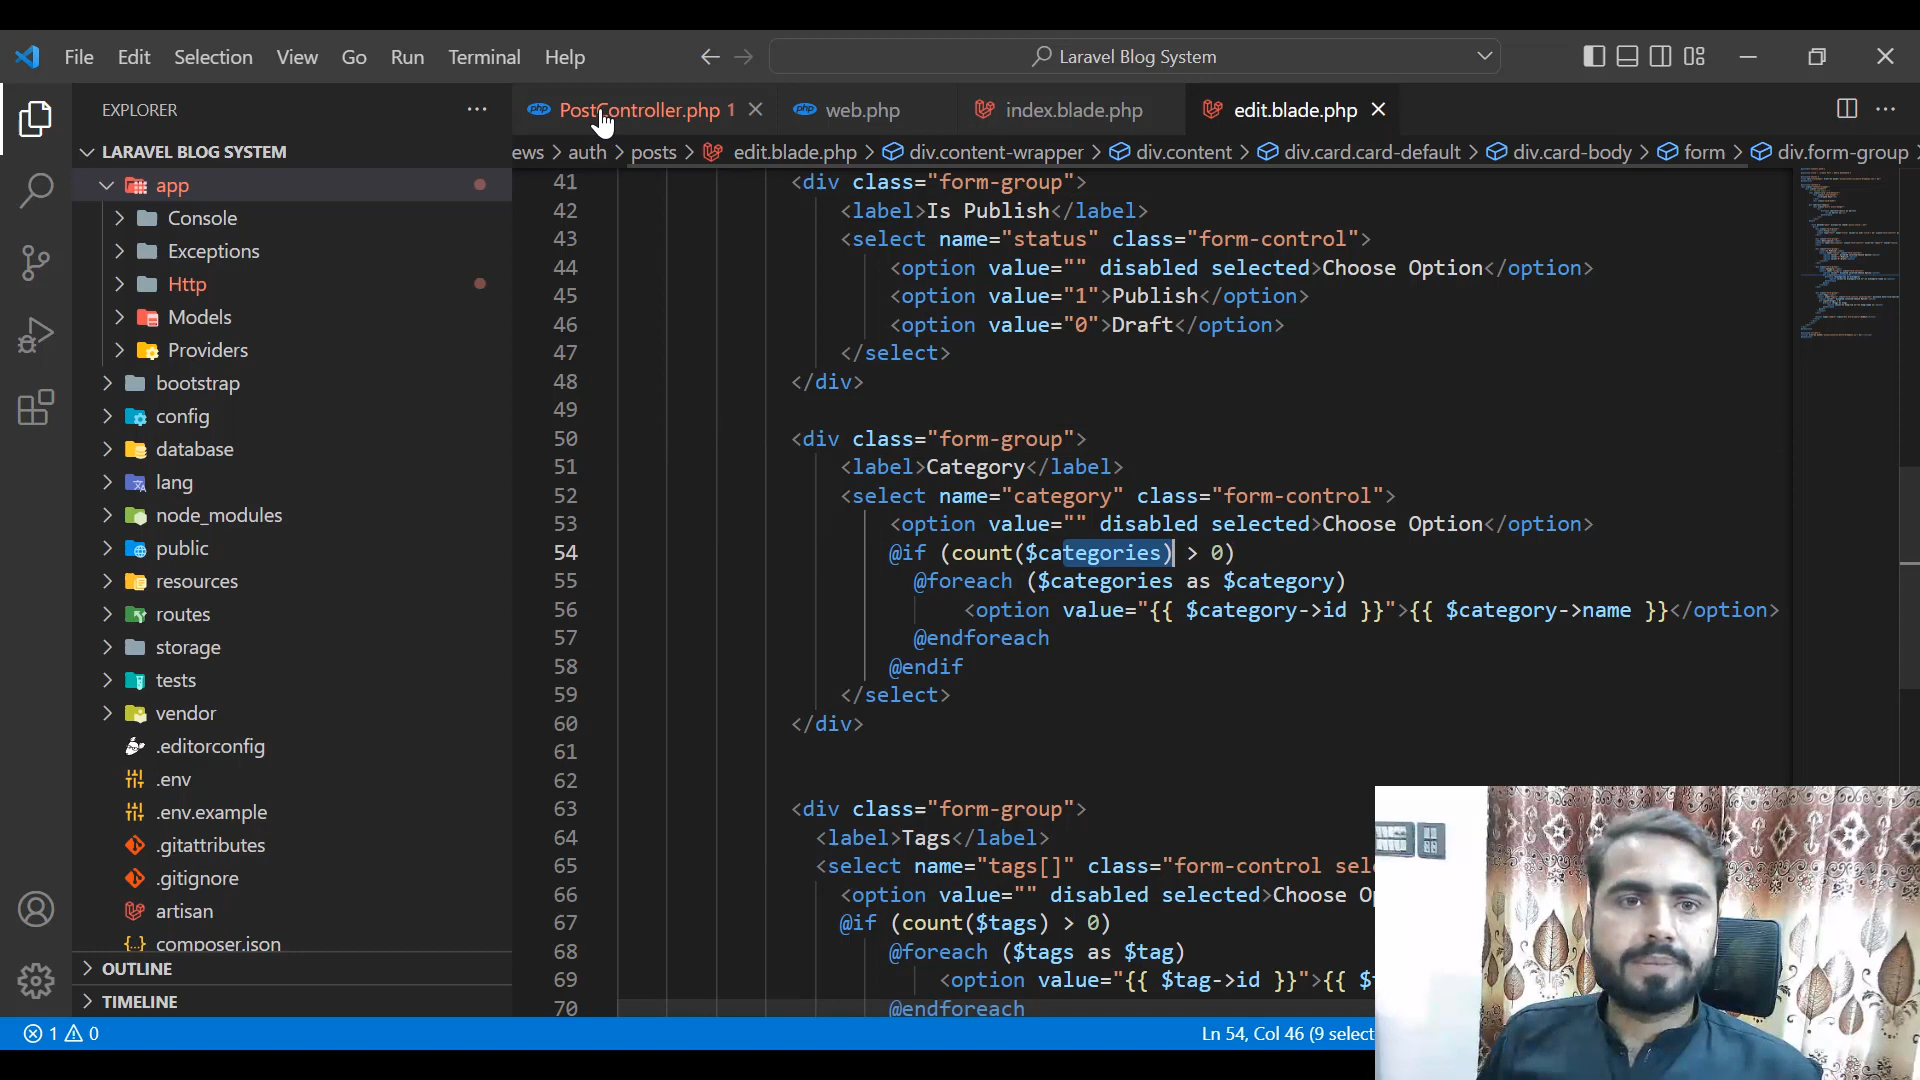 File Edit Selection View Go Run Terminal Help
Laravel Blog System
EXPLORER
PostController.php 1
web.php
index.blade.php
edit.blade.php
ews > auth > posts > edit.blade.php > div.content-wrapper > div.content > div.card.card-default > div.card-body > form > div.form-group >
LARAVEL BLOG SYSTEM
app
Console
Exceptions
Http
Models
Providers
bootstrap
config
database
lang
node_modules
public
resources
routes
storage
tests
vendor
.editorconfig
.env
.env.example
.gitattributes
.gitignore
artisan
composer.json
OUTLINE
TIMELINE
41 <div class="form-group">
42 <label>Is Publish</label>
43 <select name="status" class="form-control">
44 <option value="" disabled selected>Choose Option</option>
45 <option value="1">Publish</option>
46 <option value="0">Draft</option>
47 </select>
48 </div>
49
50 <div class="form-group">
51 <label>Category</label>
52 <select name="category" class="form-control">
53 <option value="" disabled selected>Choose Option</option>
54 @if (count($categories) > 0)
55 @foreach ($categories as $category)
56 <option value="{{ $category->id }}">{{ $category->name }}</option>
57 @endforeach
58 @endif
59 </select>
60 </div>
61
62
63 <div class="form-group">
64 <label>Tags</label>
65 <select name="tags[]" class="form-control sel
66 <option value="" disabled selected>Choose Op
67 @if (count($tags) > 0)
68 @foreach ($tags as $tag)
69 <option value="{{ $tag->id }}">{{ $t
70 @endforeach
1 0
Ln 54, Col 46 (9 select